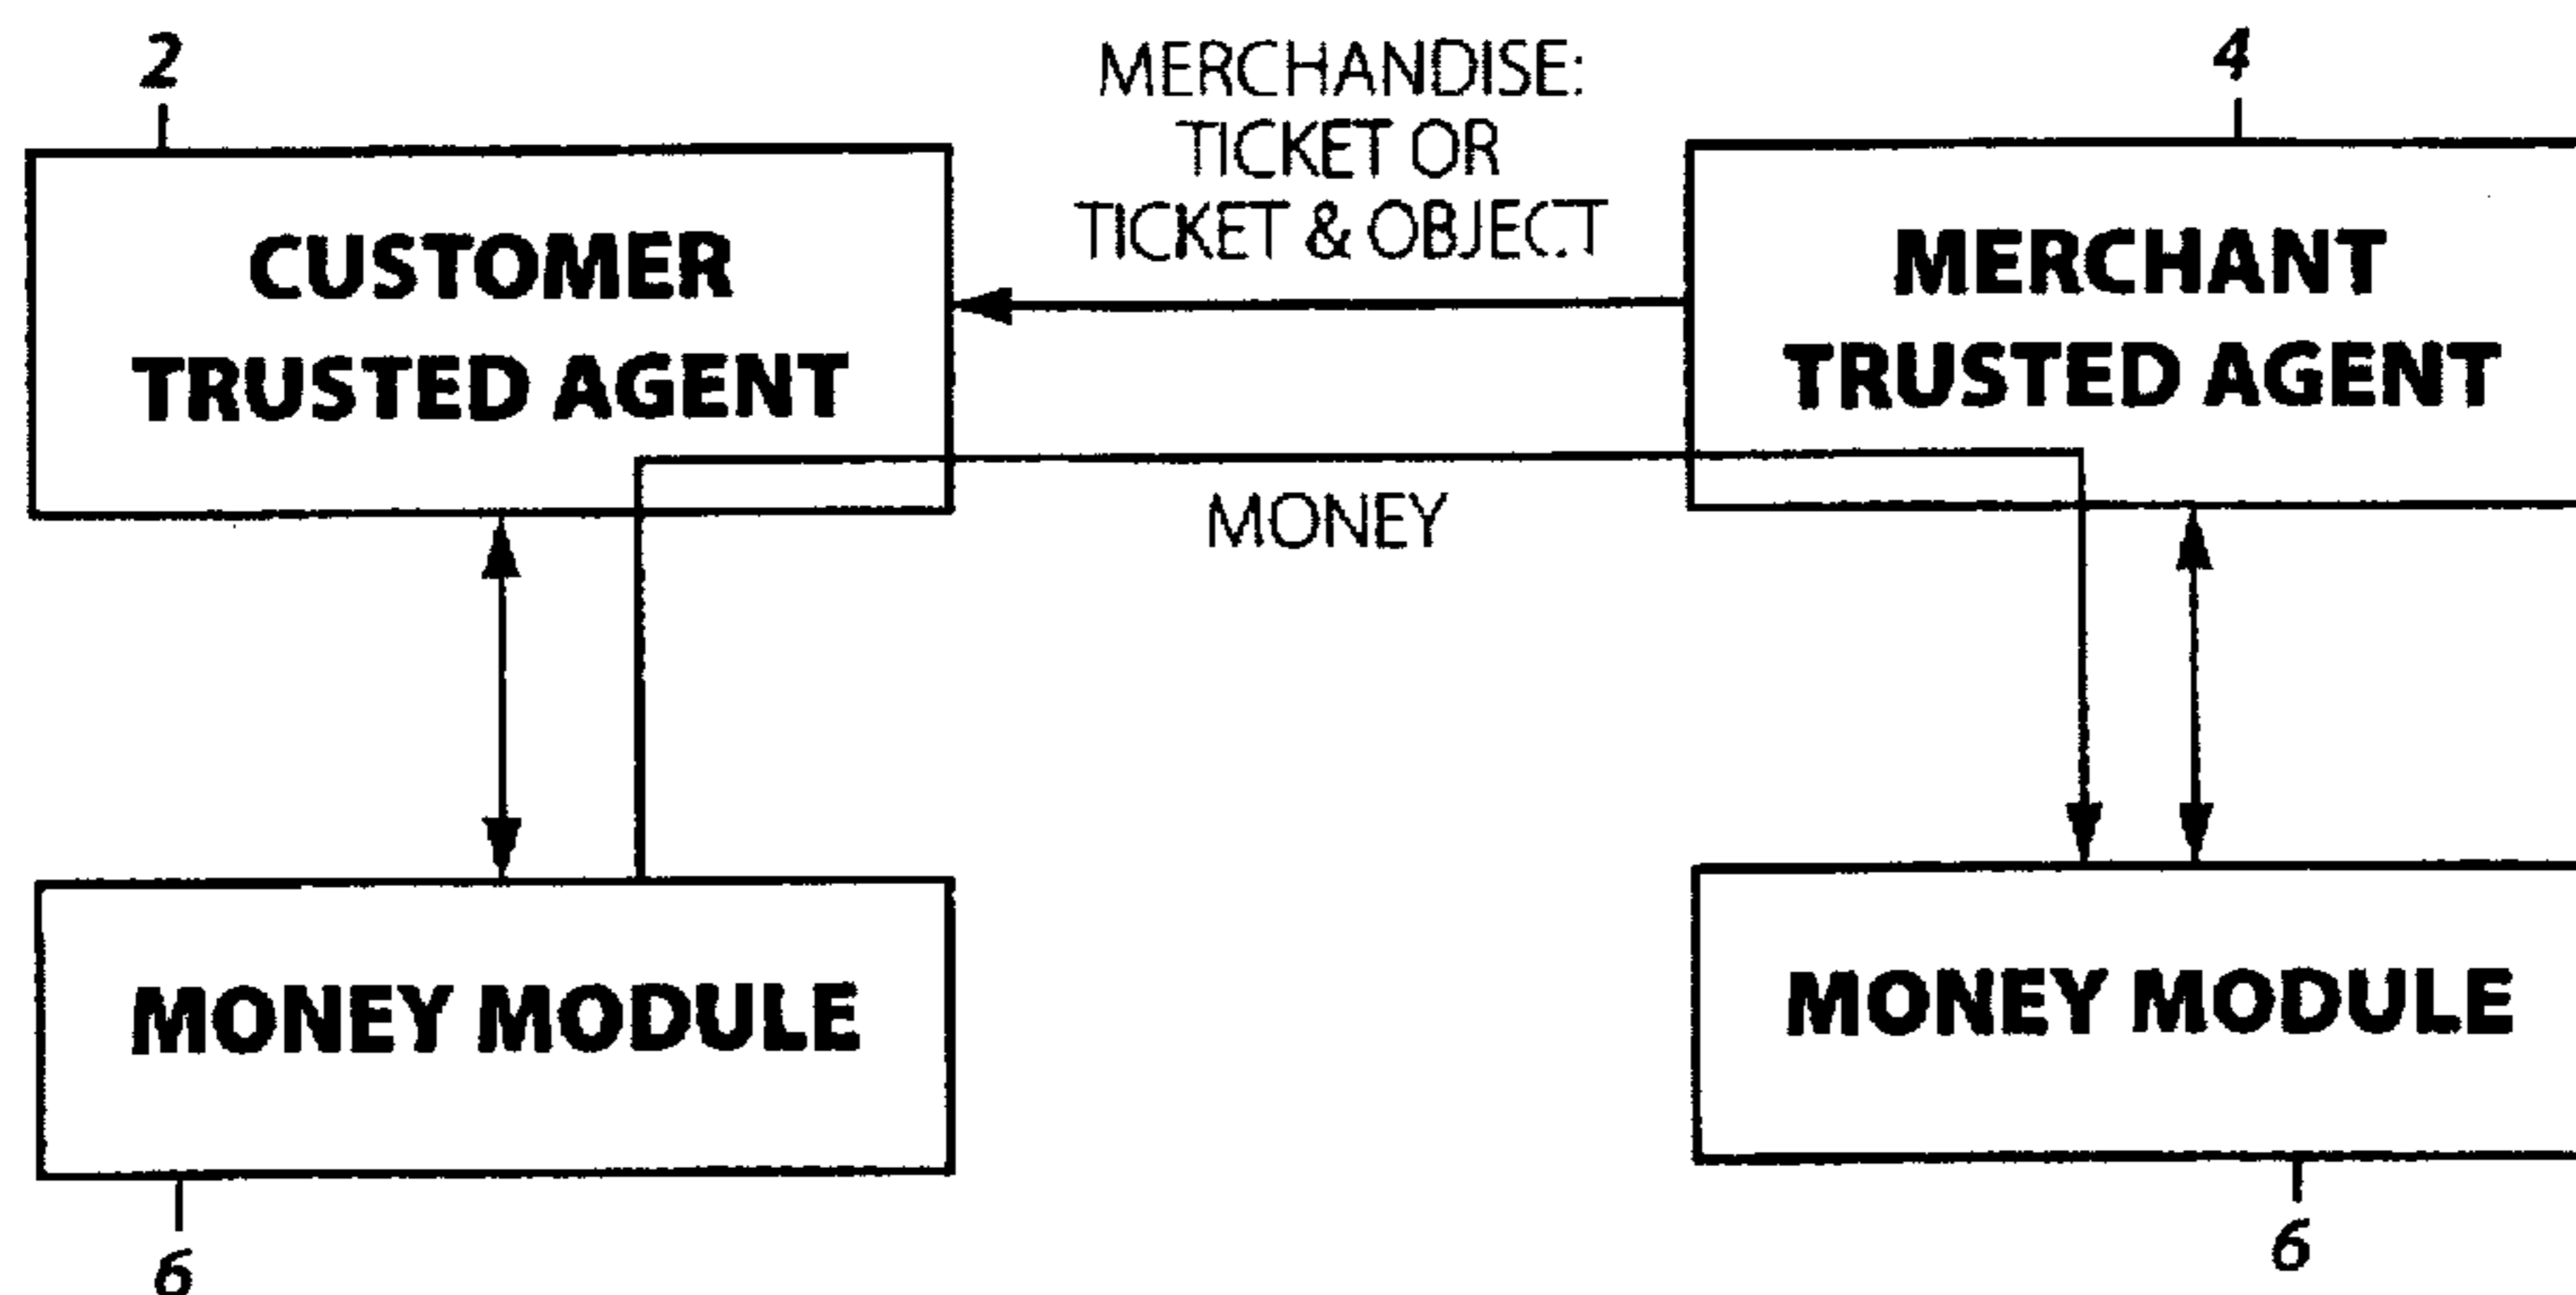 2
4
MERCHANDISE:
TICKET OR
TICKET & OBJECT
CUSTOMER
TRUSTED AGENT
MERCHANT
TRUSTED AGENT
MONEY
MONEY MODULE
MONEY MODULE
6
6